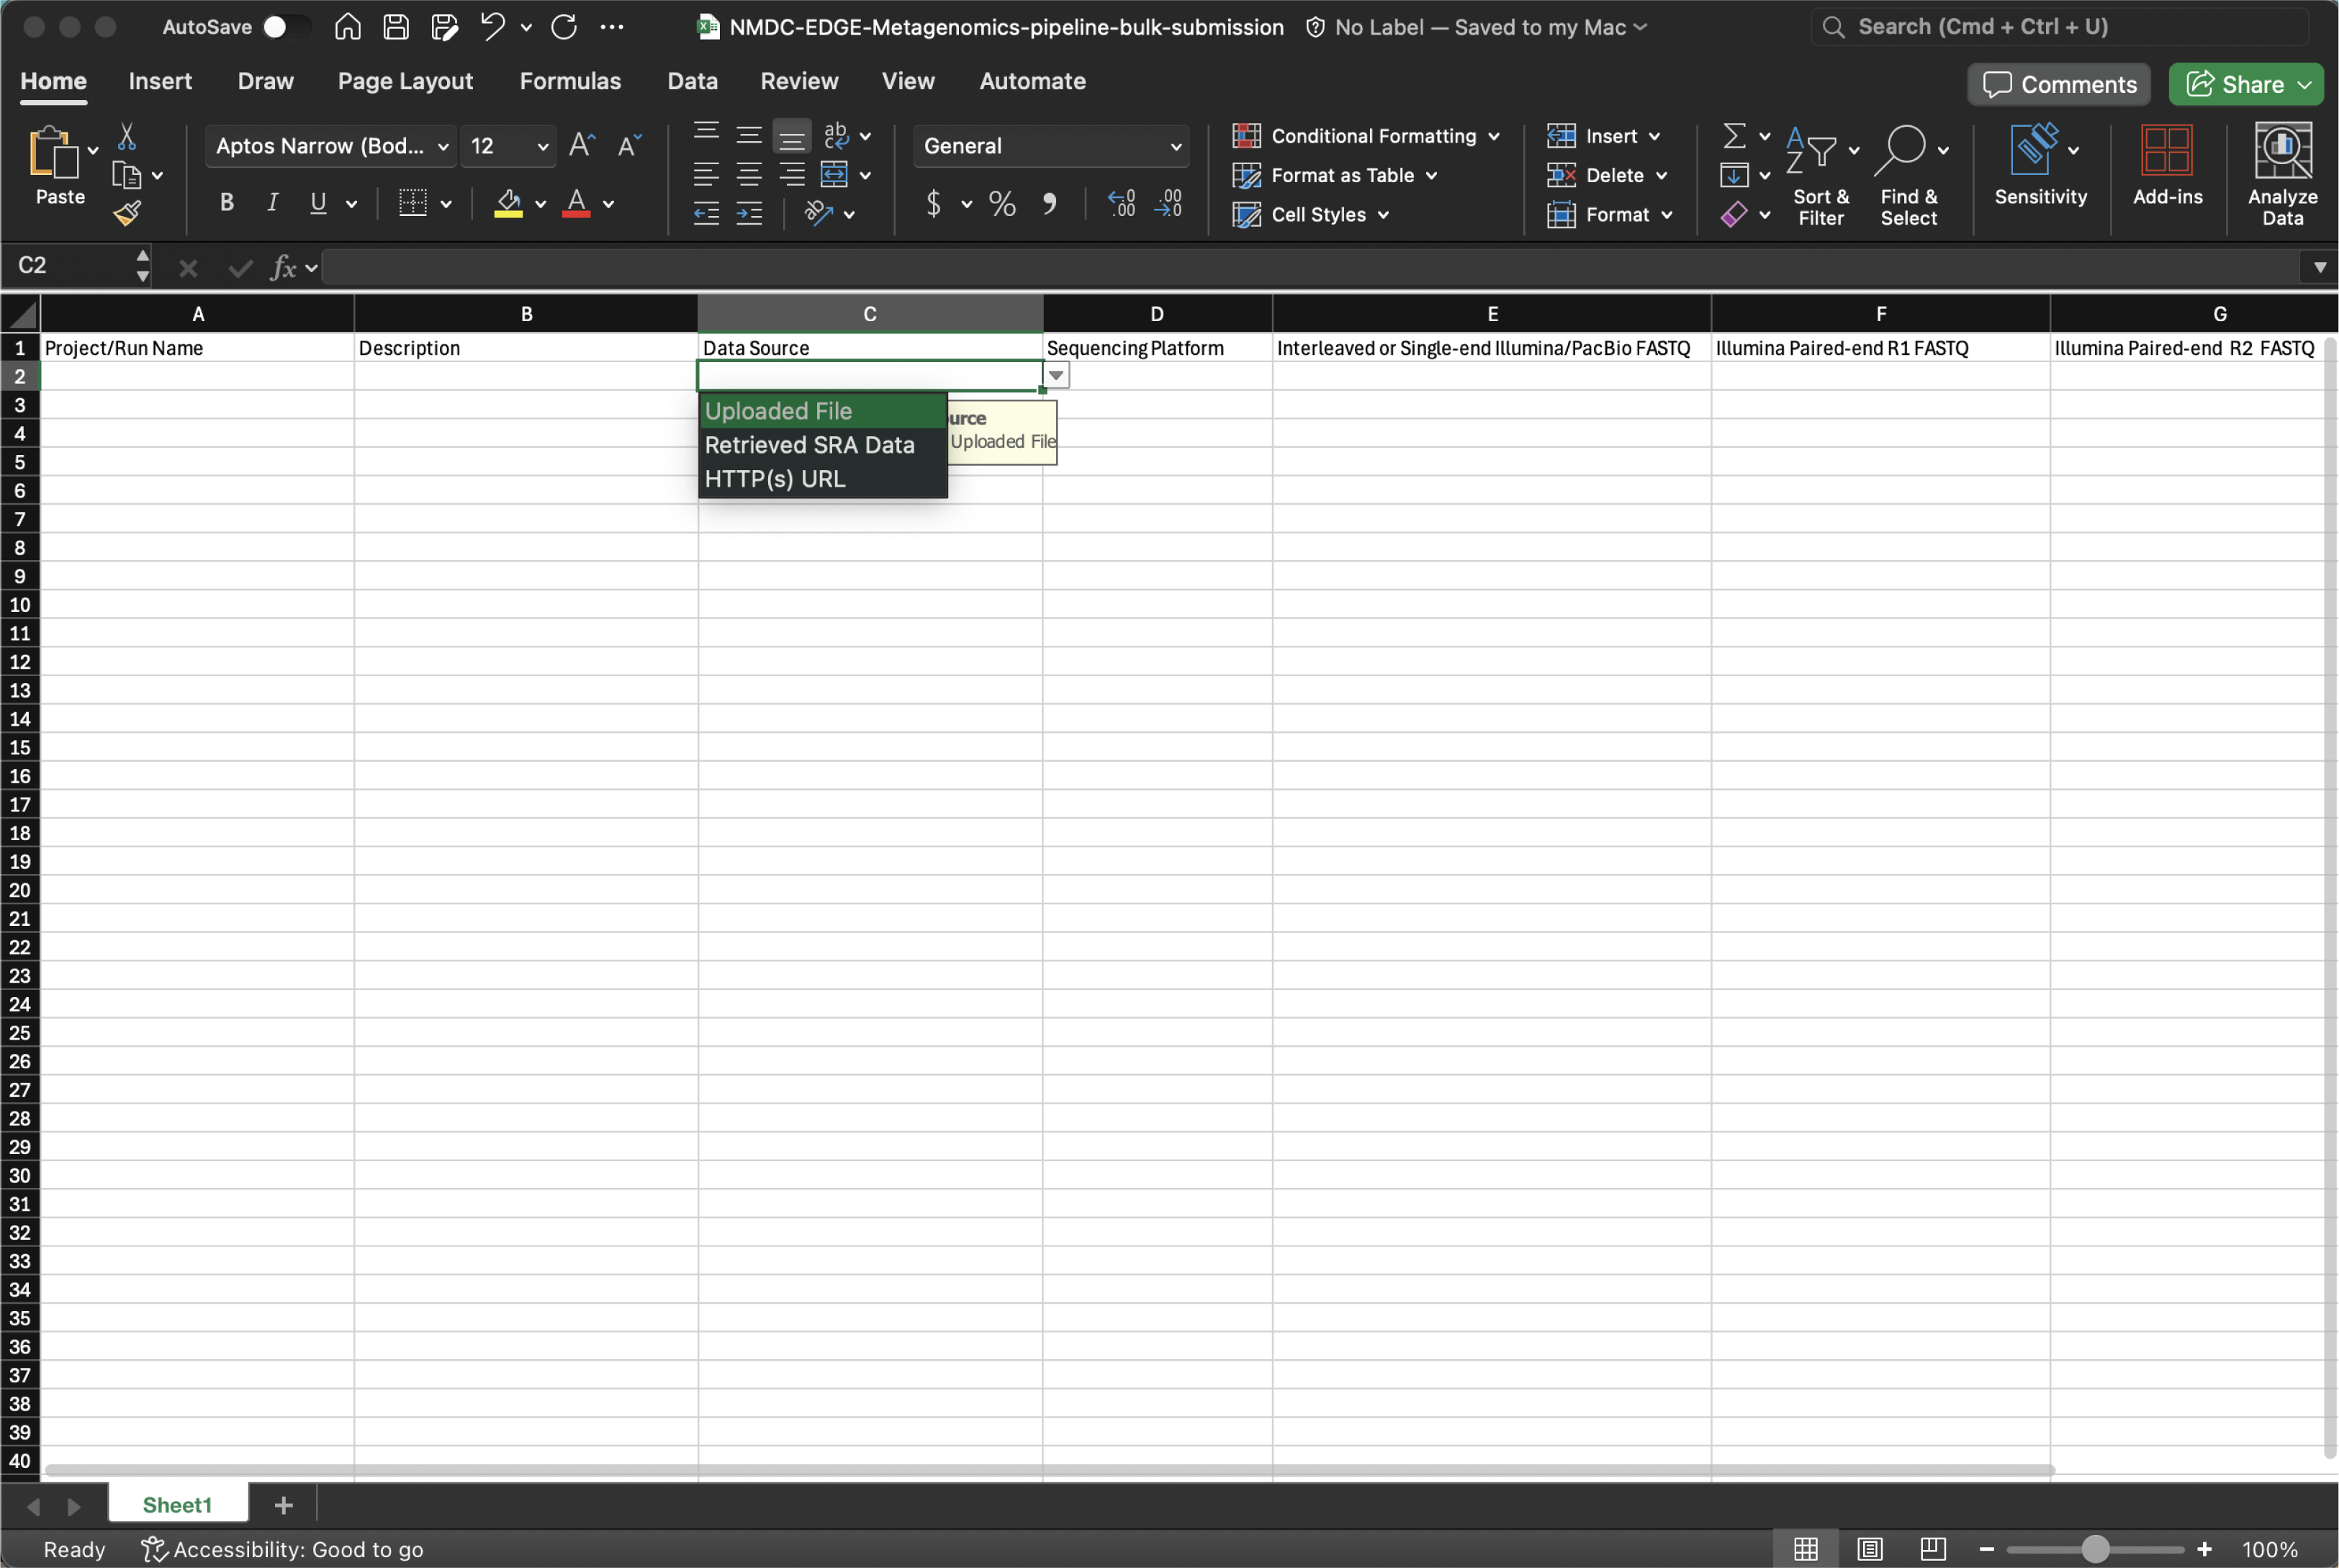 AutoSave
NMDC-EDGE-Metagenomics-pipeline-bulk-submission
No Label — Saved to my Mac
Search (Cmd + Ctrl + U)
Home Insert Draw Page Layout Formulas Data Review View Automate
Comments
Share
Paste
Aptos Narrow (Bod... 12
B I U
ab
General
$ % 9
Conditional Formatting
Format as Table
Cell Styles
Insert
Delete
Format
Sort & Filter
Find & Select
Sensitivity
Add-ins
Analyze Data
C2
fx
A B C D E F G
1 Project/Run Name Description Data Source Sequencing Platform Interleaved or Single-end Illumina/PacBio FASTQ Illumina Paired-end R1 FASTQ Illumina Paired-end R2 FASTQ
2
3
Uploaded File
urce
4
Uploaded File
Retrieved SRA Data
5
6
HTTP(s) URL
7
8
9
10
11
12
13
14
15
16
17
18
19
20
21
22
23
24
25
26
27
28
29
30
31
32
33
34
35
36
37
38
39
40
Sheet1
Ready
Accessibility: Good to go
100%